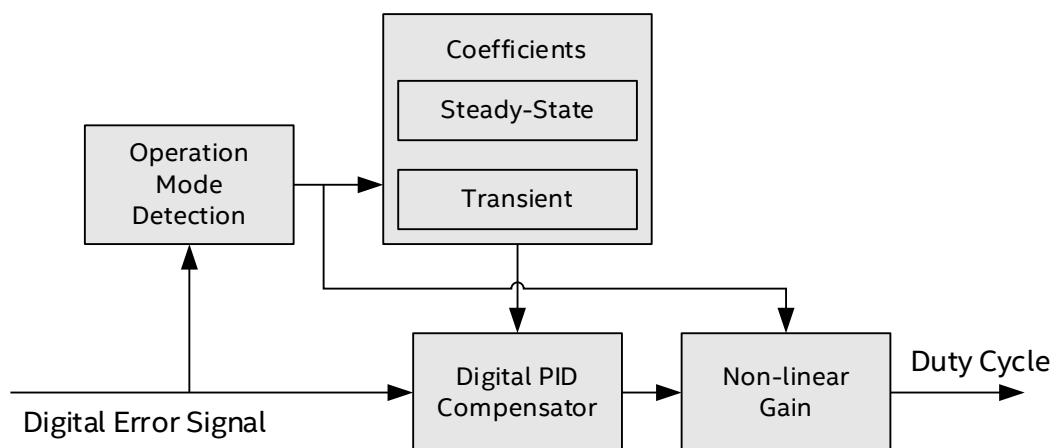 Coefficients
Steady-State
Transient
Operation
Mode
Detection
Digital PID
Compensator
Non-linear
Gain
Duty Cycle
Digital Error Signal